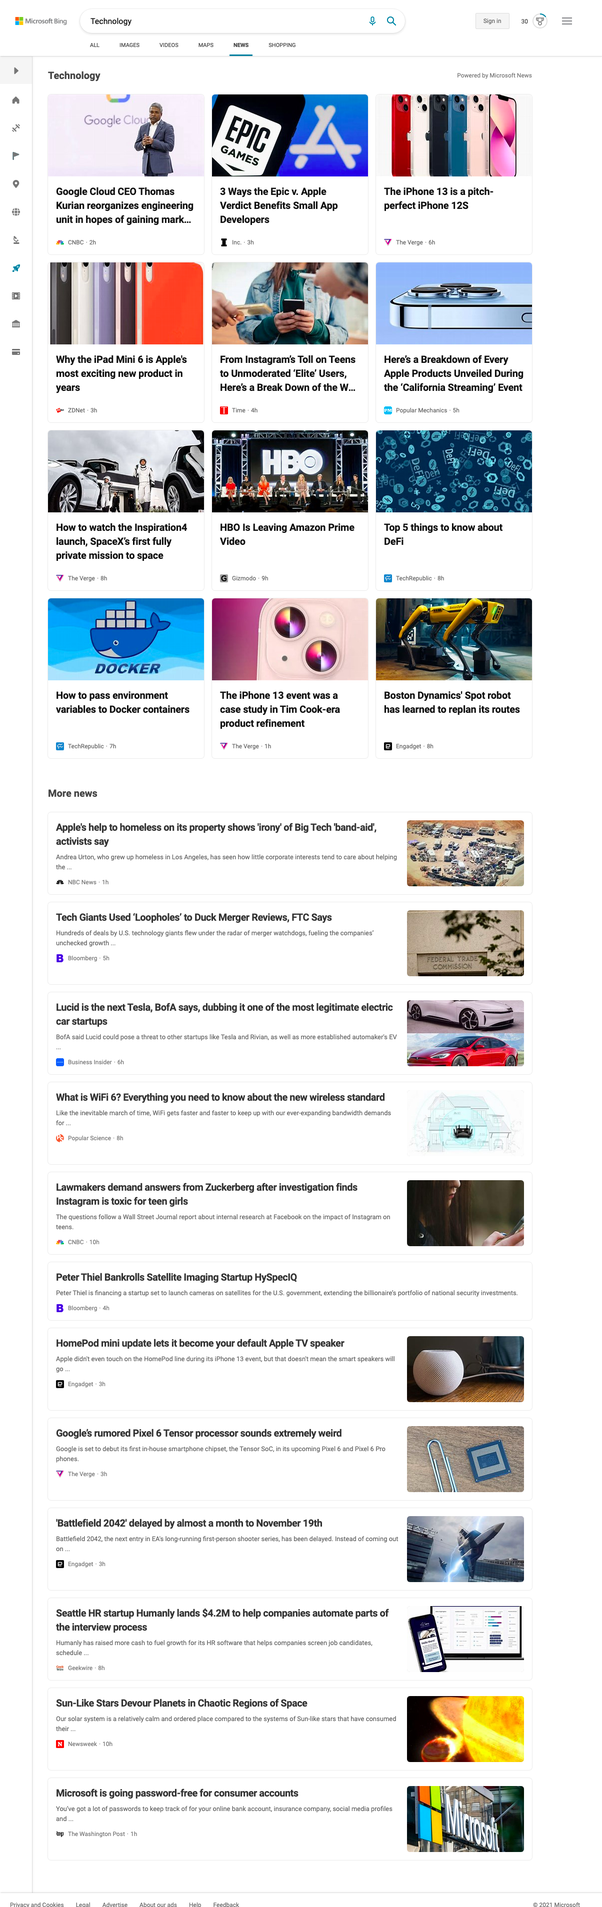 Microsoft Bing
Technology
Sign in
30
ALL IMAGES VIDEOS MAPS NEWS SHOPPING
Technology
Powered by Microsoft News
Google Clou
EPIC
GAMES
Google Cloud CEO Thomas
Kurian reorganizes engineering
unit in hopes of gaining mark...
CNBC · 2h
3 Ways the Epic v. Apple
Verdict Benefits Small App
Developers
Inc. · 3h
The iPhone 13 is a pitch-
perfect iPhone 12S
The Verge · 6h
Why the iPad Mini 6 is Apple's
most exciting new product in
years
ZDNet · 3h
From Instagram's Toll on Teens
to Unmoderated ‘Elite’ Users,
Here's a Break Down of the W...
Time · 4h
Here's a Breakdown of Every
Apple Products Unveiled During
the ‘California Streaming’ Event
Popular Mechanics · 5h
HBO
DeFi
How to watch the Inspiration4
launch, SpaceX's first fully
private mission to space
The Verge · 8h
HBO Is Leaving Amazon Prime
Video
Gizmodo · 9h
Top 5 things to know about
DeFi
TechRepublic · 8h
DOCKER
How to pass environment
variables to Docker containers
TechRepublic · 7h
The iPhone 13 event was a
case study in Tim Cook-era
product refinement
The Verge · 1h
Boston Dynamics' Spot robot
has learned to replan its routes
Engadget · 8h
More news
Apple's help to homeless on its property shows 'irony' of Big Tech 'band-aid',
activists say
Andrea Urton, who grew up homeless in Los Angeles, has seen how little corporate interests tend to care about helping
the ...
NBC News · 1h
Tech Giants Used ‘Loopholes’ to Duck Merger Reviews, FTC Says
Hundreds of deals by U.S. technology giants flew under the radar of merger watchdogs, fueling the companies’
unchecked growth ...
Bloomberg · 5h
FEDERAL TRADE
COMMISSION
Lucid is the next Tesla, BofA says, dubbing it one of the most legitimate electric
car startups
BofA said Lucid could pose a threat to other startups like Tesla and Rivian, as well as more established automaker's EV
...
Business Insider · 6h
What is WiFi 6? Everything you need to know about the new wireless standard
Like the inevitable march of time, WiFi gets faster and faster to keep up with our ever-expanding bandwidth demands
for ...
Popular Science · 8h
Lawmakers demand answers from Zuckerberg after investigation finds
Instagram is toxic for teen girls
The questions follow a Wall Street Journal report about internal research at Facebook on the impact of Instagram on
teens.
CNBC · 10h
Peter Thiel Bankrolls Satellite Imaging Startup HySpecIQ
Peter Thiel is financing a startup set to launch cameras on satellites for the U.S. government, extending the billionaire's portfolio of national security investments.
Bloomberg · 4h
HomePod mini update lets it become your default Apple TV speaker
Apple didn't even touch on the HomePod line during its iPhone 13 event, but that doesn't mean the smart speakers will
go ...
Engadget · 3h
Google's rumored Pixel 6 Tensor processor sounds extremely weird
Google is set to debut its first in-house smartphone chipset, the Tensor SoC, in its upcoming Pixel 6 and Pixel 6 Pro
phones.
The Verge · 3h
'Battlefield 2042' delayed by almost a month to November 19th
Battlefield 2042, the next entry in EA's long-running first-person shooter series, has been delayed. Instead of coming out
on ...
Engadget · 3h
Seattle HR startup Humanly lands $4.2M to help companies automate parts of
the interview process
Humanly has raised more cash to fuel growth for its HR software that helps companies screen job candidates,
schedule ...
Geekwire · 8h
Sun-Like Stars Devour Planets in Chaotic Regions of Space
Our solar system is a relatively calm and ordered place compared to the systems of Sun-like stars that have consumed
their ...
Newsweek · 10h
Microsoft is going password-free for consumer accounts
You've got a lot of passwords to keep track of for your online bank account, insurance company, social media profiles
and ...
The Washington Post · 1h
Microsoft
Privacy and Cookies Legal Advertise About our ads Help Feedback
© 2021 Microsoft